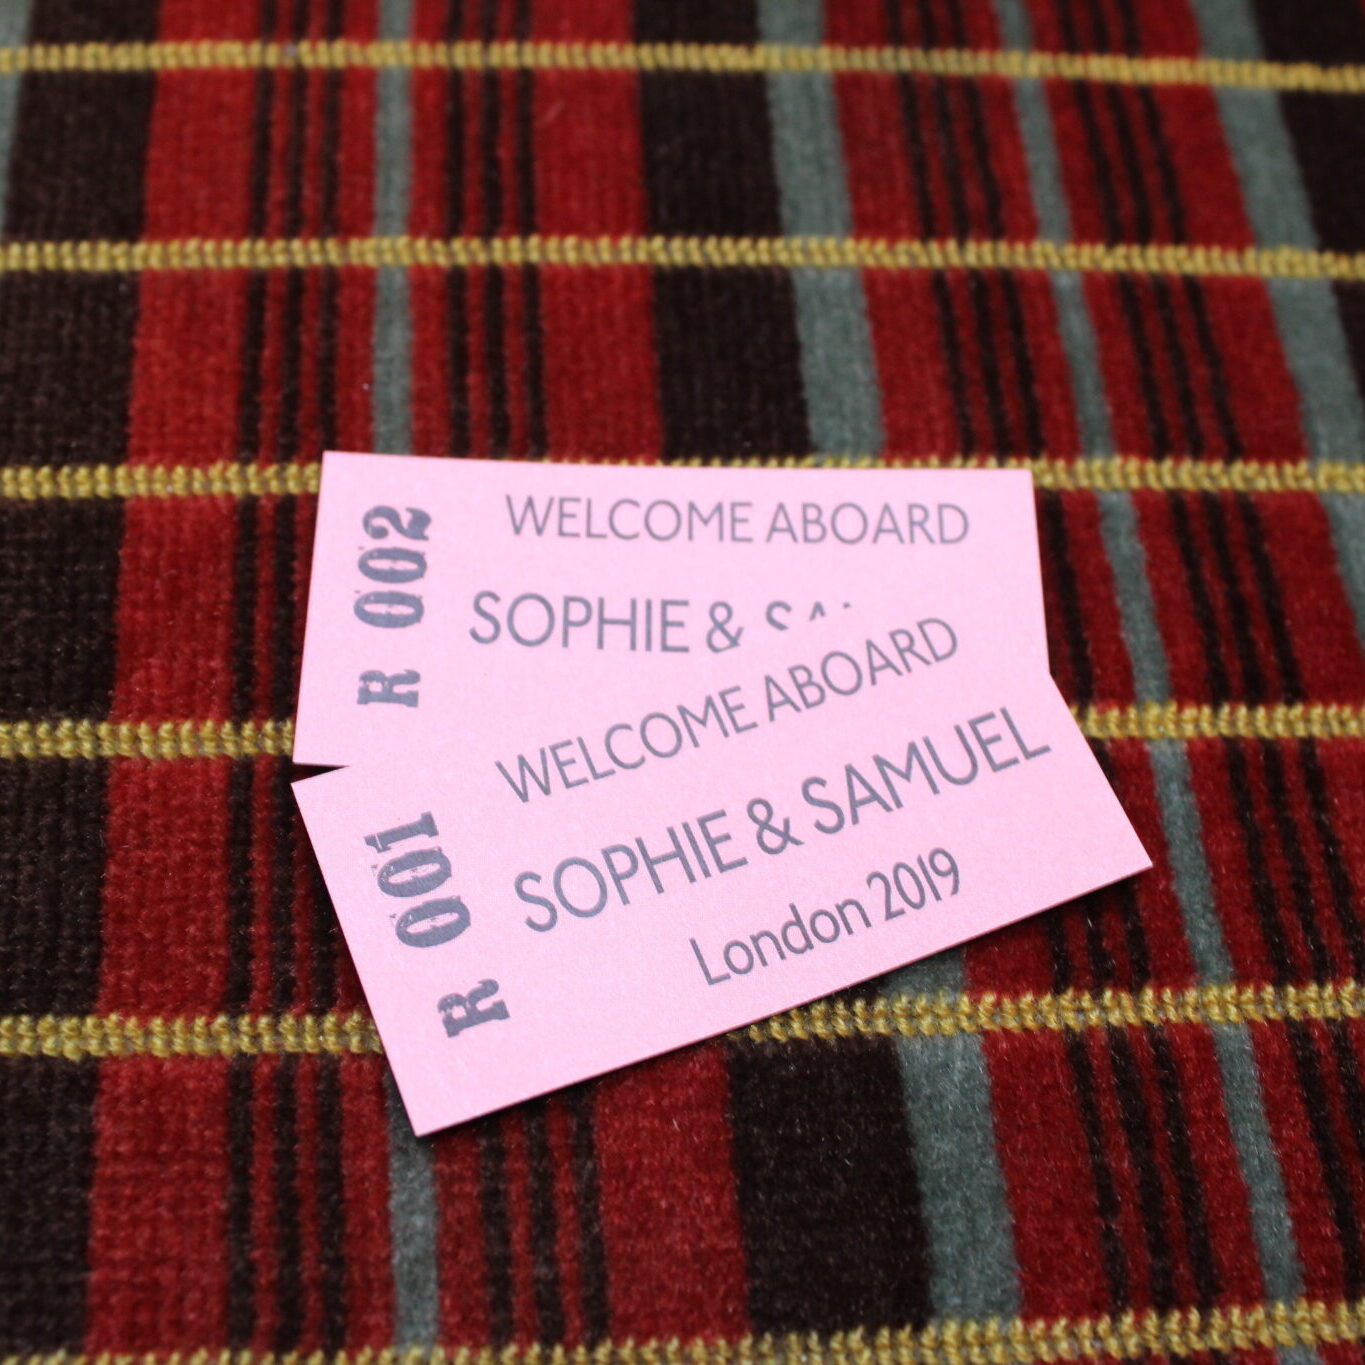 R 002
WELCOME ABOARD
SOPHIE &
R 001
WELCOME ABOARD
SOPHIE & SAMUEL
London 2019